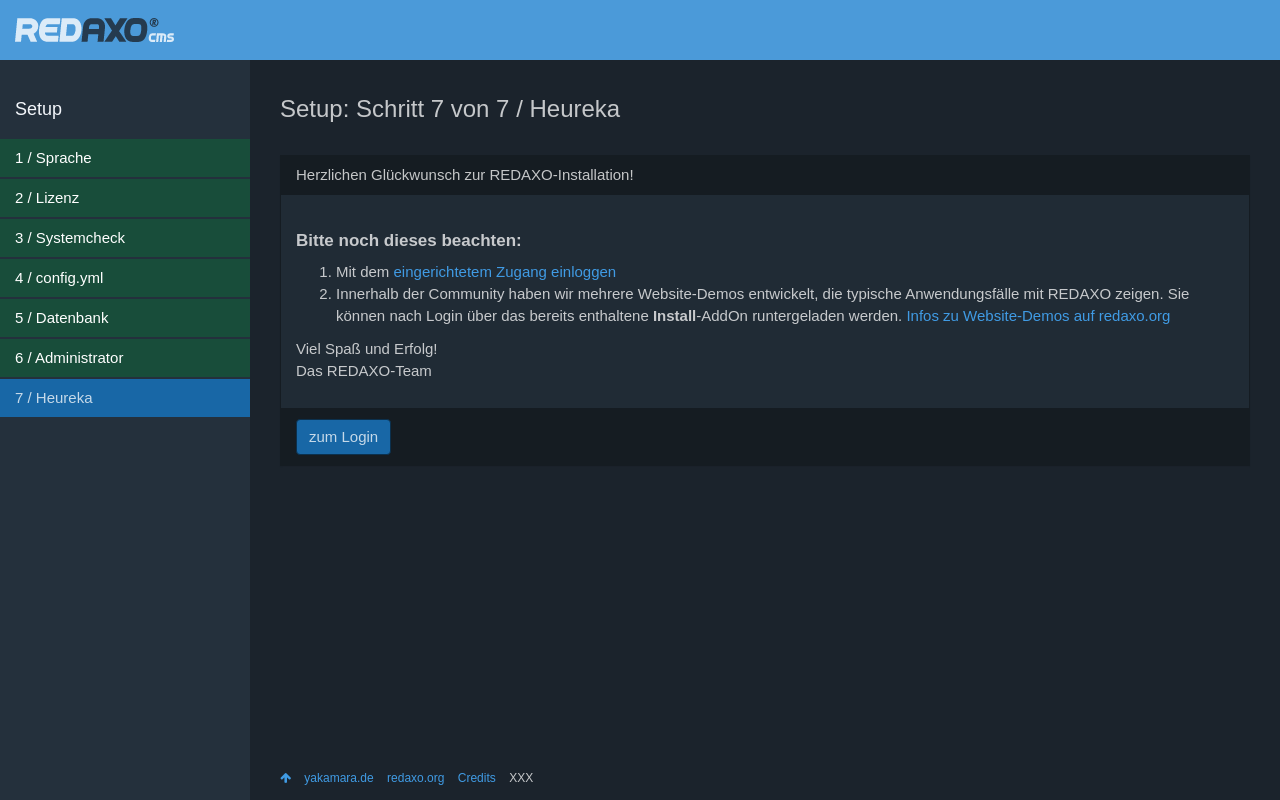 REDAXO® cms
Setup
1 / Sprache
2 / Lizenz
3 / Systemcheck
4 / config.yml
5 / Datenbank
6 / Administrator
7 / Heureka
Setup: Schritt 7 von 7 / Heureka
Herzlichen Glückwunsch zur REDAXO-Installation!
Bitte noch dieses beachten:
1. Mit dem eingerichtetem Zugang einloggen
2. Innerhalb der Community haben wir mehrere Website-Demos entwickelt, die typische Anwendungsfälle mit REDAXO zeigen. Sie
können nach Login über das bereits enthaltene Install-AddOn runtergeladen werden. Infos zu Website-Demos auf redaxo.org
Viel Spaß und Erfolg!
Das REDAXO-Team
zum Login
yakamara.de redaxo.org Credits XXX